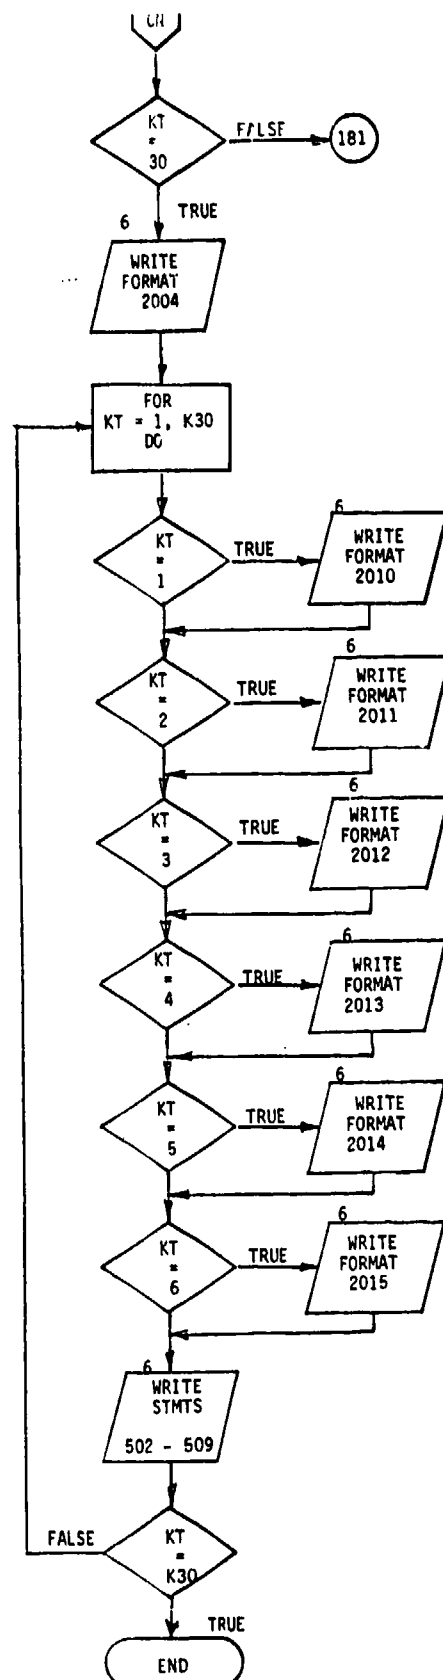 KT
=
30
FALSE
181
TRUE
6
WRITE
FORMAT
2004
FOR
KT = 1, K30
DO
KT
=
1
TRUE
6
WRITE
FORMAT
2010
KT
=
2
TRUE
6
WRITE
FORMAT
2011
KT
=
3
TRUE
6
WRITE
FORMAT
2012
KT
=
4
TRUE
6
WRITE
FORMAT
2013
KT
=
5
TRUE
6
WRITE
FORMAT
2014
KT
=
6
TRUE
6
WRITE
FORMAT
2015
6
WRITE
STMTS
502 - 509
FALSE
KT
=
K30
TRUE
END